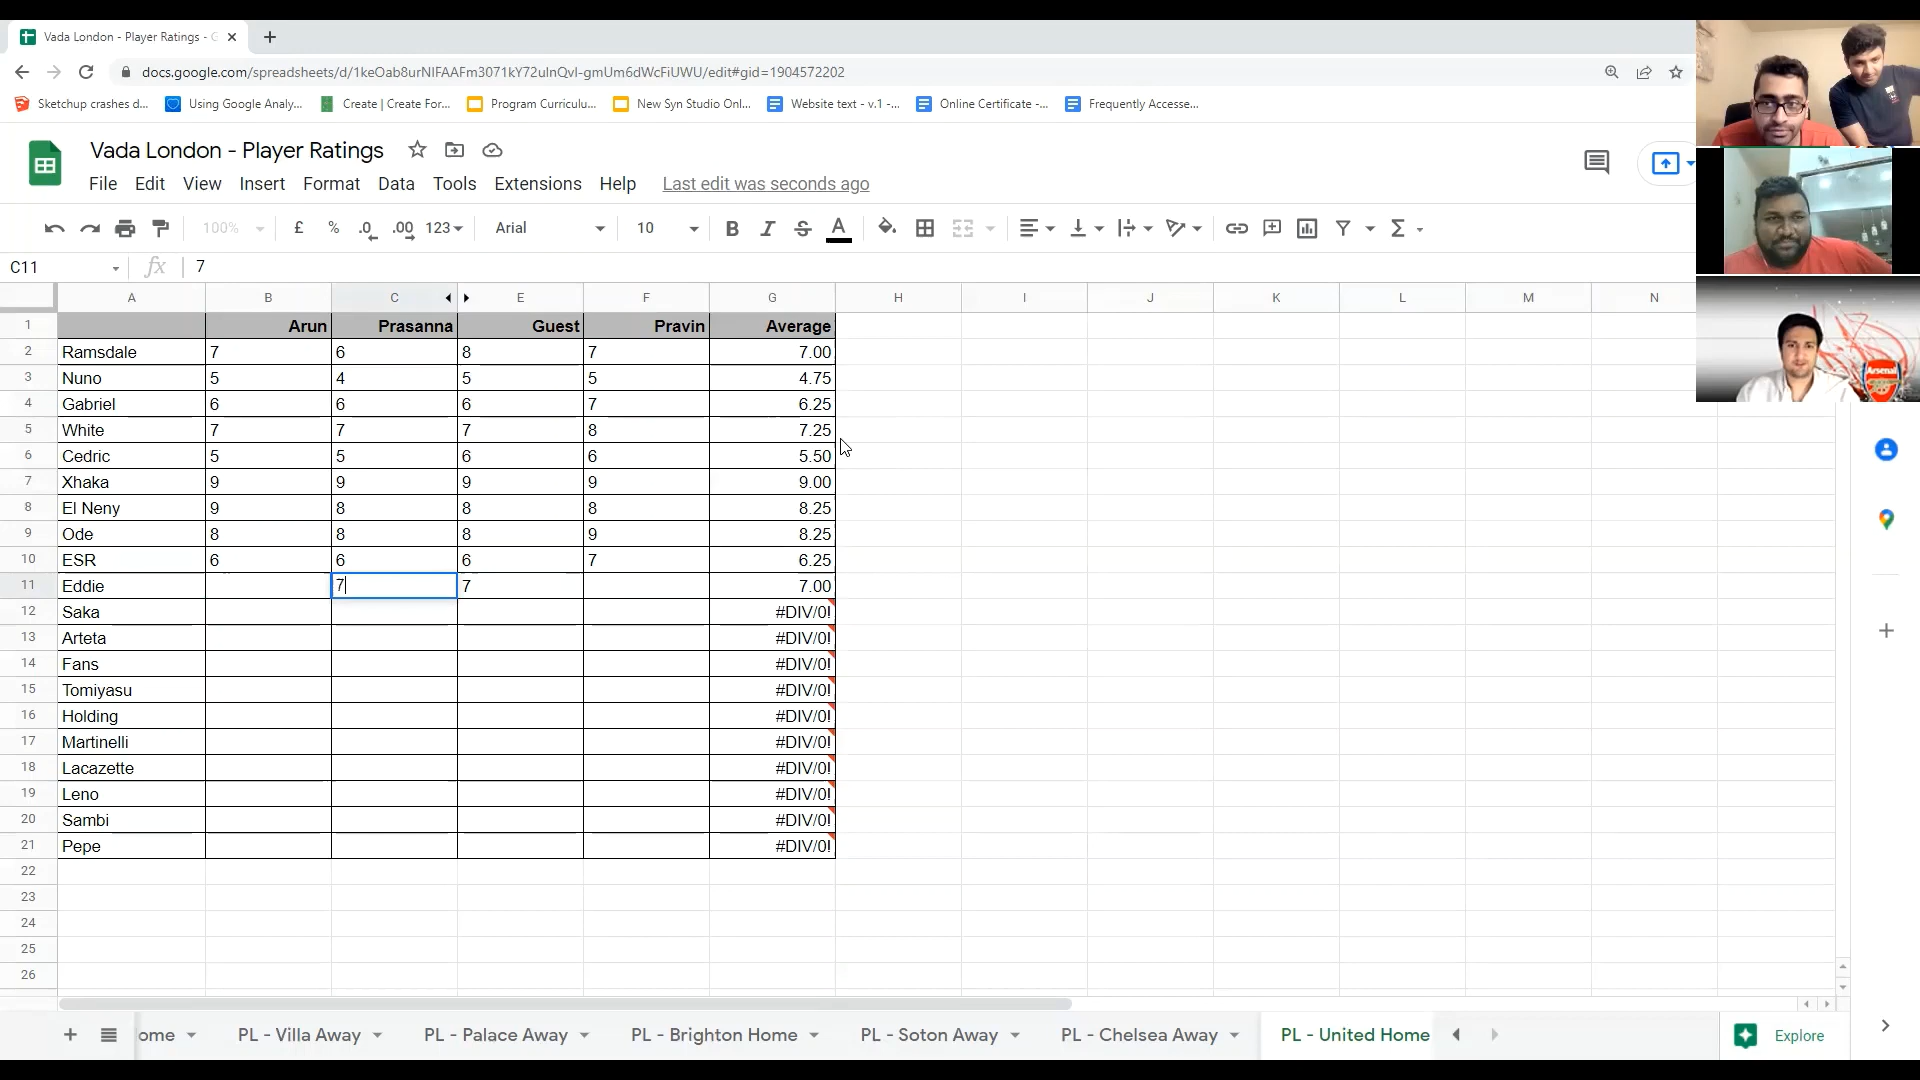 Vada London - Player Ratings - G
docs.google.com/spreadsheets/d/1keOab8urNIFAAFm3071kY72uInQvI-gmUm6dWcFiUWU/edit#gid=1904572202
Sketchup crashes d... Using Google Analy... Create | Create For... Program Curriculu... New Syn Studio Onl... Website text - v.1 -... Online Certificate -... Frequently Accesse...
Vada London - Player Ratings
File Edit View Insert Format Data Tools Extensions Help Last edit was seconds ago
100% £ % .0 .00 123 Arial 10 B I S A Σ
C11 fx 7
A B C E F G H I J K L M N
1 Arun Prasanna Guest Pravin Average
2 Ramsdale 7 6 8 7 7.00
3 Nuno 5 4 5 5 4.75
4 Gabriel 6 6 6 7 6.25
5 White 7 7 7 8 7.25
6 Cedric 5 5 6 6 5.50
7 Xhaka 9 9 9 9 9.00
8 El Neny 9 8 8 8 8.25
9 Ode 8 8 8 9 8.25
10 ESR 6 6 6 7 6.25
11 Eddie 7 7 7.00
12 Saka #DIV/0!
13 Arteta #DIV/0!
14 Fans #DIV/0!
15 Tomiyasu #DIV/0!
16 Holding #DIV/0!
17 Martinelli #DIV/0!
18 Lacazette #DIV/0!
19 Leno #DIV/0!
20 Sambi #DIV/0!
21 Pepe #DIV/0!
22
23
24
25
26
ome PL - Villa Away PL - Palace Away PL - Brighton Home PL - Soton Away PL - Chelsea Away PL - United Home Explore
Arsenal